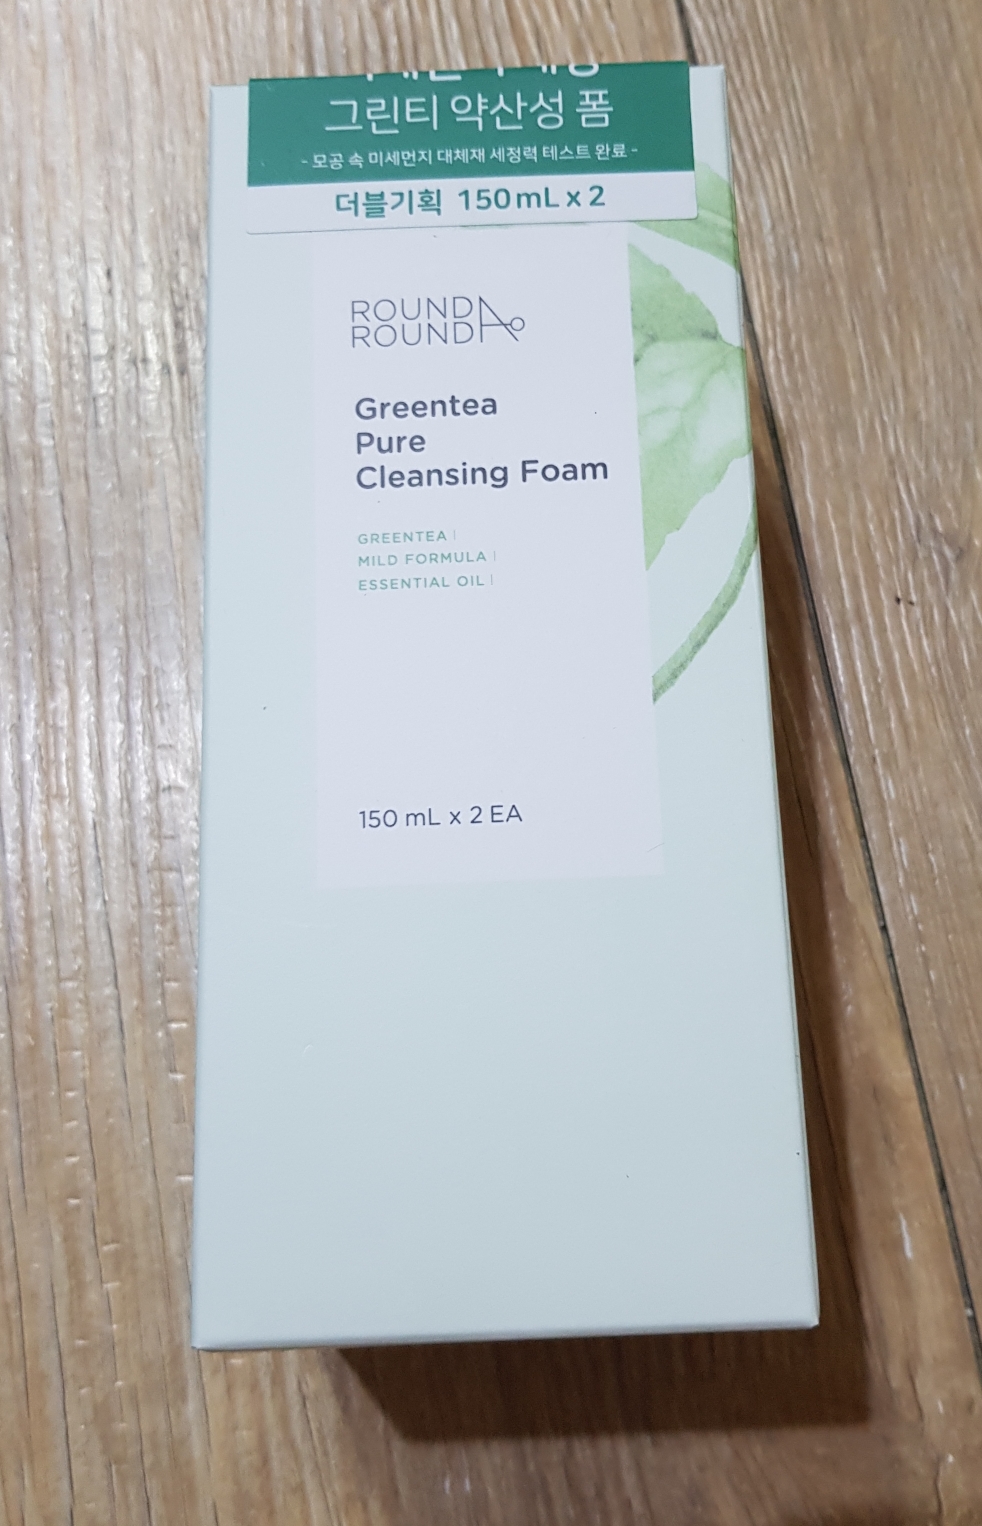 그린티 약산성 폼
- 모공 속 미세먼지 대체재 세정력 테스트 완료 -
더블기획 150mL x 2
ROUND
ROUND
A
Greentea
Pure
Cleansing Foam
GREENTEA |
MILD FORMULA |
ESSENTIAL OIL |
150 mL x 2 EA